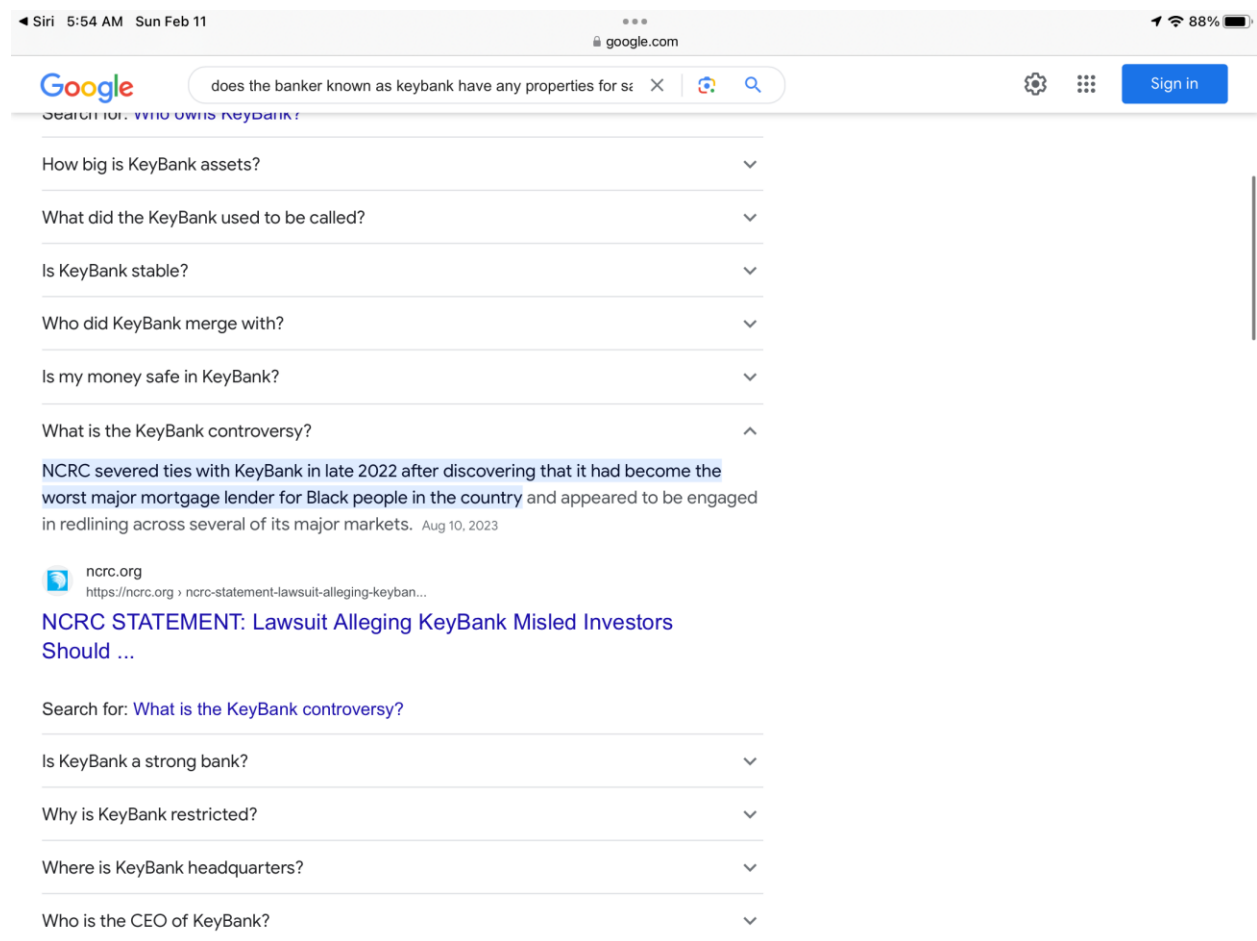 ◄ Siri 5:54 AM Sun Feb 11
88%
google.com
Google
does the banker known as keybank have any properties for sa
Sign in
Search for: Who owns KeyBank?
How big is KeyBank assets?
What did the KeyBank used to be called?
Is KeyBank stable?
Who did KeyBank merge with?
Is my money safe in KeyBank?
What is the KeyBank controversy?
NCRC severed ties with KeyBank in late 2022 after discovering that it had become the
worst major mortgage lender for Black people in the country and appeared to be engaged
in redlining across several of its major markets. Aug 10, 2023
ncrc.org
https://ncrc.org › ncrc-statement-lawsuit-alleging-keyban...
NCRC STATEMENT: Lawsuit Alleging KeyBank Misled Investors
Should ...
Search for: What is the KeyBank controversy?
Is KeyBank a strong bank?
Why is KeyBank restricted?
Where is KeyBank headquarters?
Who is the CEO of KeyBank?